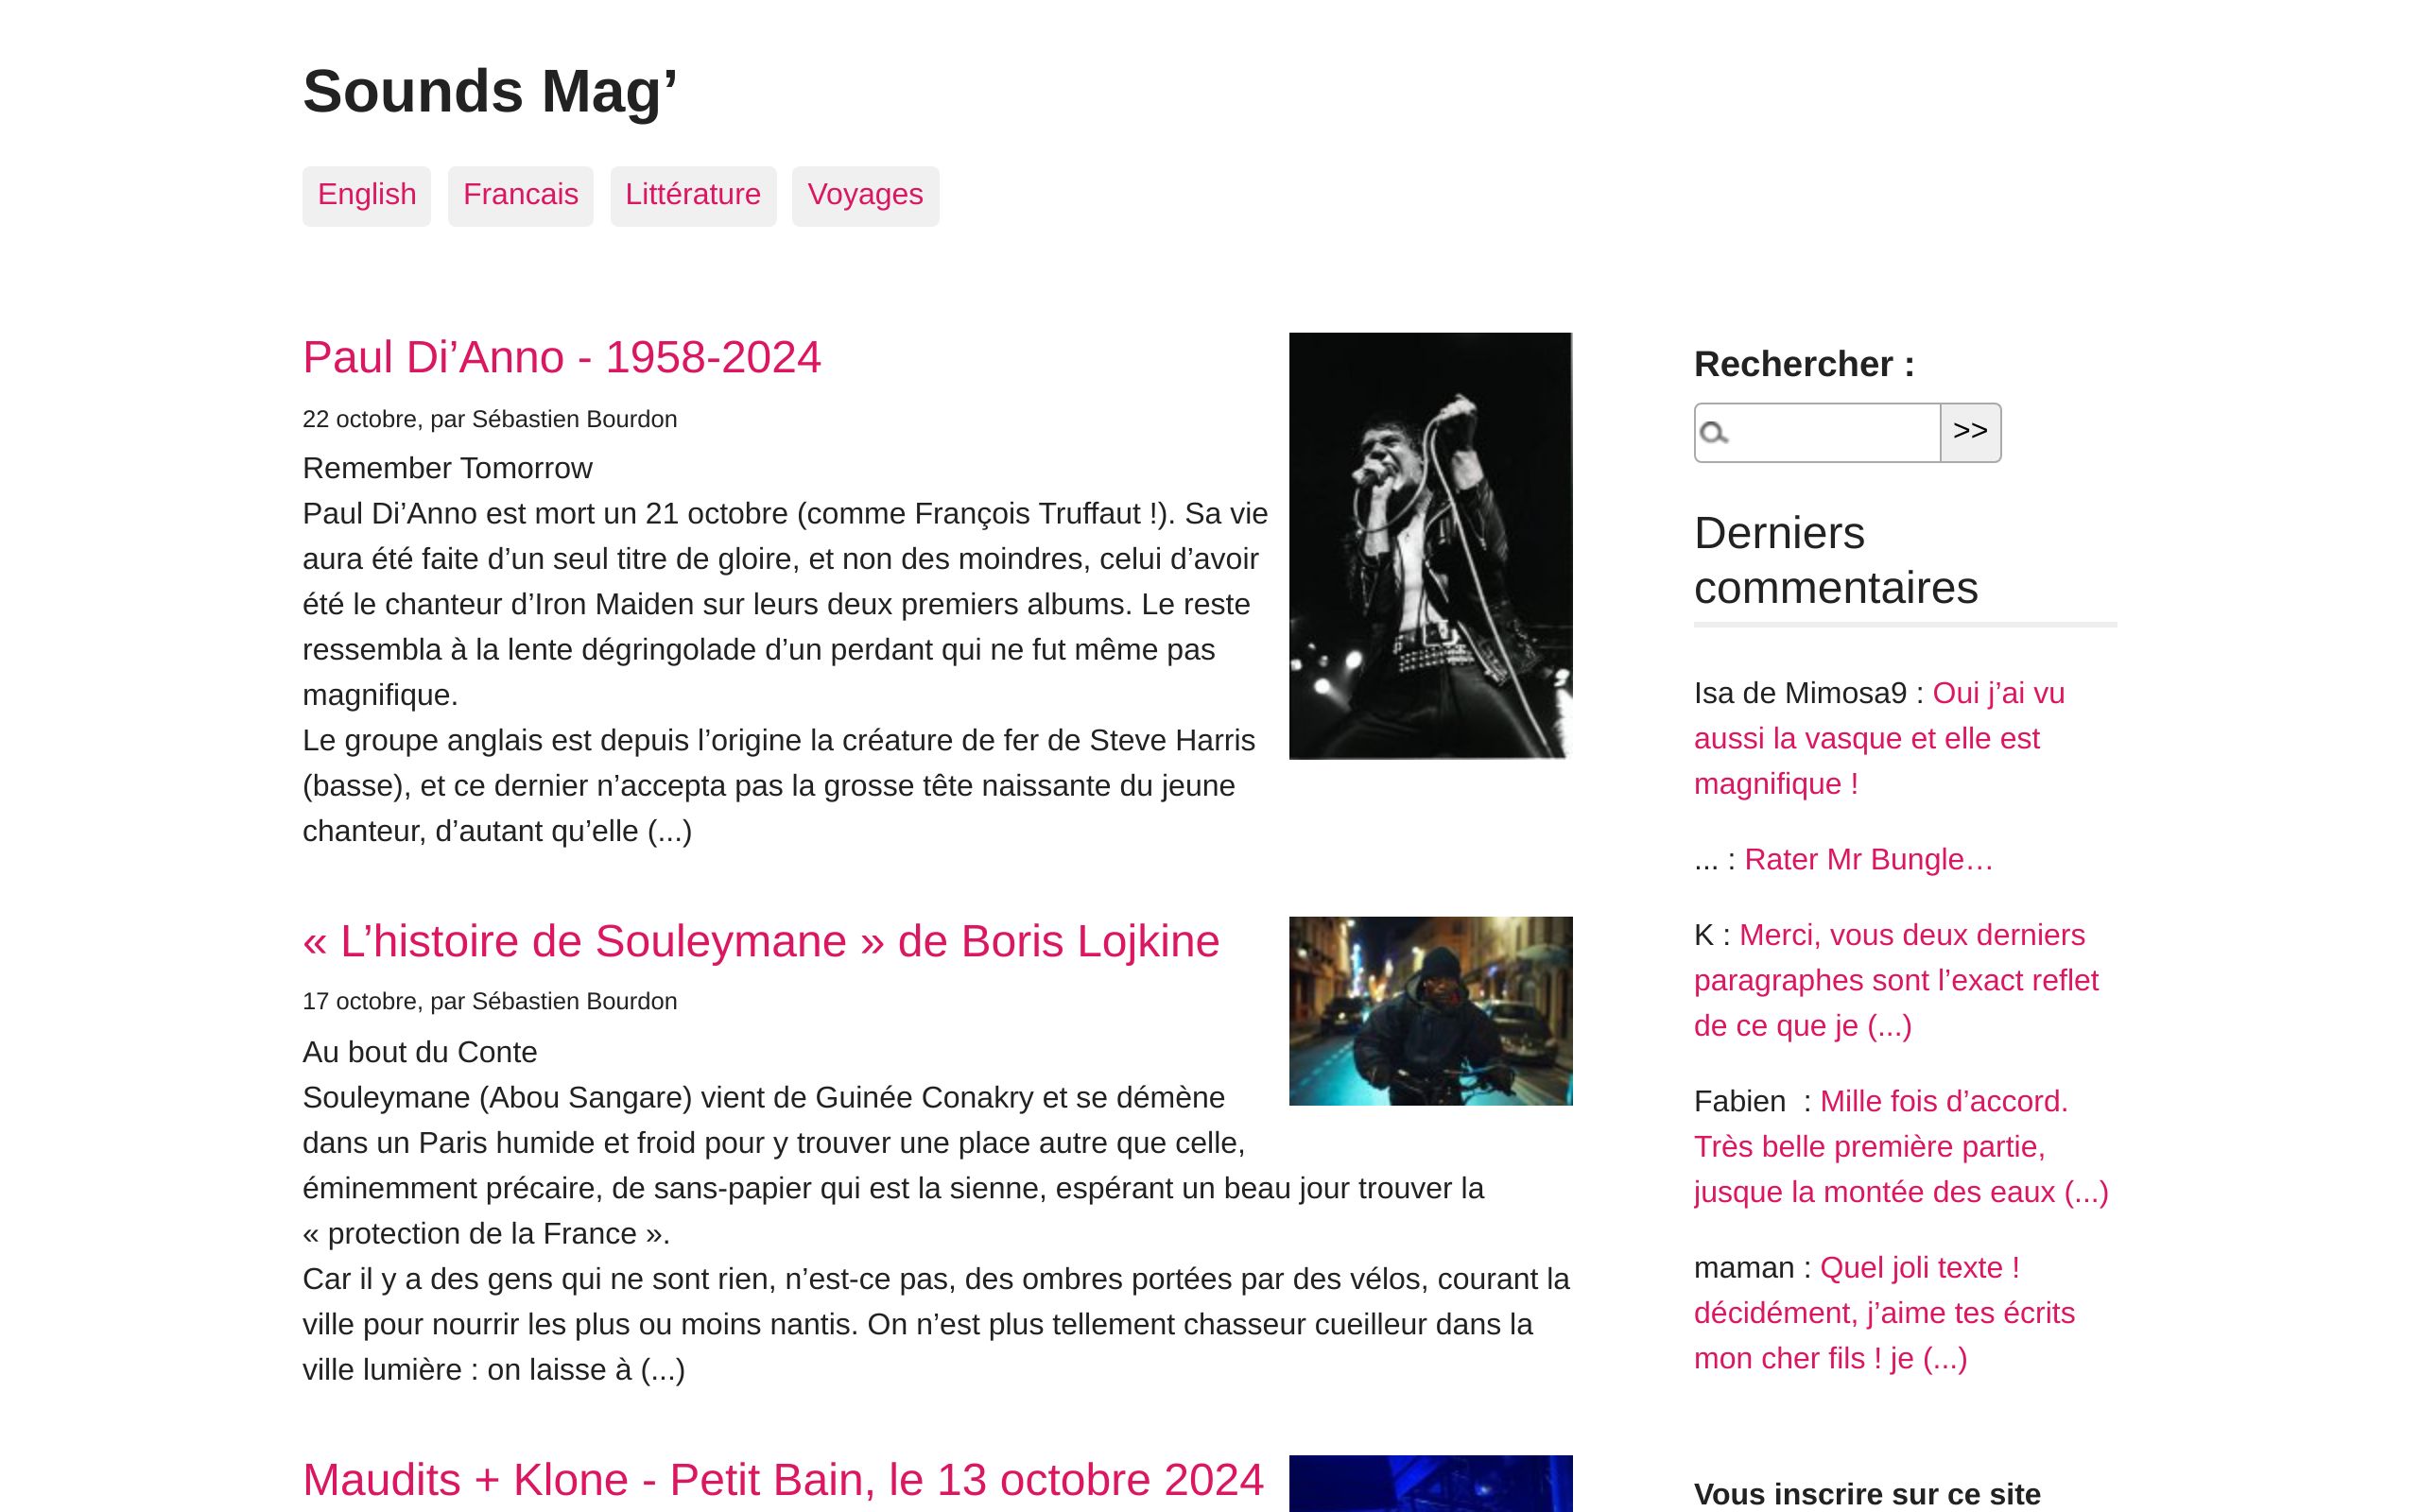 Sounds Mag’
English
Francais
Littérature
Voyages
Paul Di’Anno - 1958-2024
22 octobre, par Sébastien Bourdon
Remember Tomorrow
Paul Di’Anno est mort un 21 octobre (comme François Truffaut !). Sa vie
aura été faite d’un seul titre de gloire, et non des moindres, celui d’avoir
été le chanteur d’Iron Maiden sur leurs deux premiers albums. Le reste
ressembla à la lente dégringolade d’un perdant qui ne fut même pas
magnifique.
Le groupe anglais est depuis l’origine la créature de fer de Steve Harris
(basse), et ce dernier n’accepta pas la grosse tête naissante du jeune
chanteur, d’autant qu’elle (...)
« L’histoire de Souleymane » de Boris Lojkine
17 octobre, par Sébastien Bourdon
Au bout du Conte
Souleymane (Abou Sangare) vient de Guinée Conakry et se démène
dans un Paris humide et froid pour y trouver une place autre que celle,
éminemment précaire, de sans-papier qui est la sienne, espérant un beau jour trouver la
« protection de la France ».
Car il y a des gens qui ne sont rien, n’est-ce pas, des ombres portées par des vélos, courant la
ville pour nourrir les plus ou moins nantis. On n’est plus tellement chasseur cueilleur dans la
ville lumière : on laisse à (...)
Maudits + Klone - Petit Bain, le 13 octobre 2024
Rechercher :
>>
Derniers
commentaires
Isa de Mimosa9 : Oui j’ai vu
aussi la vasque et elle est
magnifique !
... : Rater Mr Bungle…
K : Merci, vous deux derniers
paragraphes sont l’exact reflet
de ce que je (...)
Fabien  : Mille fois d’accord.
Très belle première partie,
jusque la montée des eaux (...)
maman : Quel joli texte !
décidément, j’aime tes écrits
mon cher fils ! je (...)
Vous inscrire sur ce site